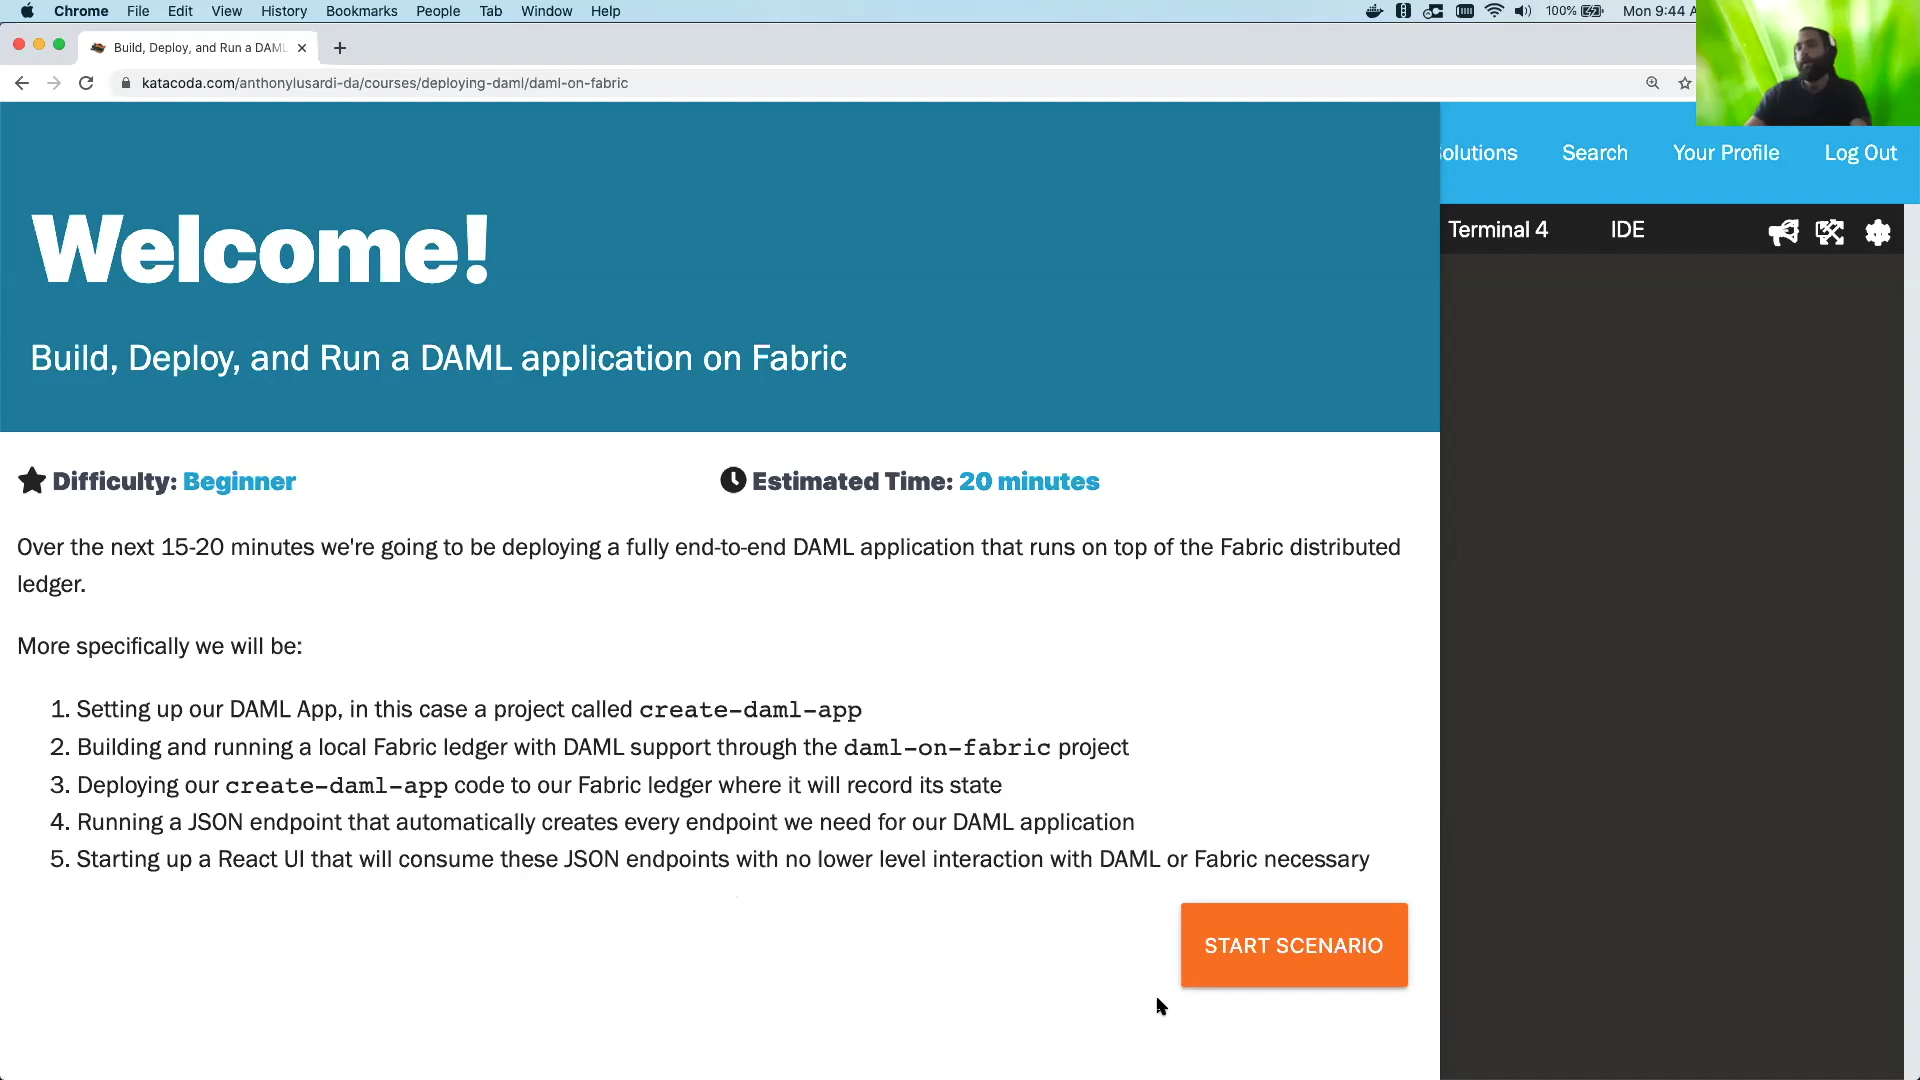 Chrome File Edit View History Bookmarks People Tab Window Help 100% Mon 9:44 A
Build, Deploy, and Run a DAML
katacoda.com/anthonylusardi-da/courses/deploying-daml/daml-on-fabric
olutions Search Your Profile Log Out
Terminal 4 IDE
Welcome!
Build, Deploy, and Run a DAML application on Fabric
Difficulty: Beginner
Estimated Time: 20 minutes
Over the next 15-20 minutes we're going to be deploying a fully end-to-end DAML application that runs on top of the Fabric distributed
ledger.
More specifically we will be:
1. Setting up our DAML App, in this case a project called create-daml-app
2. Building and running a local Fabric ledger with DAML support through the daml-on-fabric project
3. Deploying our create-daml-app code to our Fabric ledger where it will record its state
4. Running a JSON endpoint that automatically creates every endpoint we need for our DAML application
5. Starting up a React UI that will consume these JSON endpoints with no lower level interaction with DAML or Fabric necessary
START SCENARIO